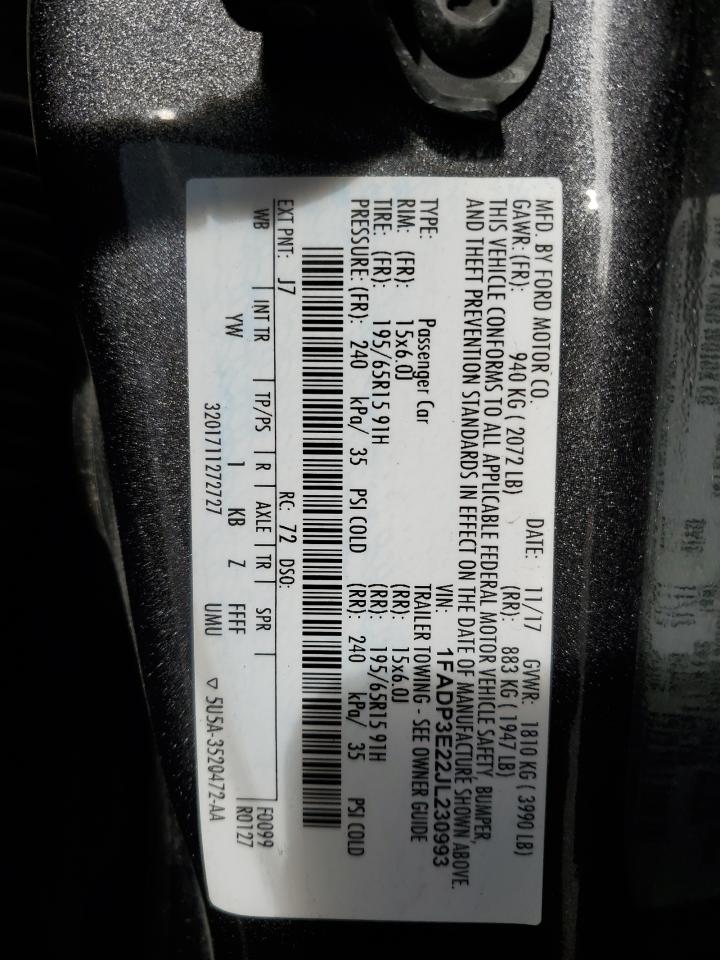 MFD. BY FORD MOTOR CO. DATE: 11/17 GVWR: 1810 KG ( 3990 LB)
GAWR: (FR): 940 KG ( 2072 LB) (RR): 883 KG ( 1947 LB)
THIS VEHICLE CONFORMS TO ALL APPLICABLE FEDERAL MOTOR VEHICLE SAFETY, BUMPER,
AND THEFT PREVENTION STANDARDS IN EFFECT ON THE DATE OF MANUFACTURE SHOWN ABOVE.
VIN: 1FADP3E22JL230993
TYPE: Passenger Car TRAILER TOWING - SEE OWNER GUIDE
RIM: (FR): 15x6.0J (RR): 15x6.0J
TIRE: (FR): 195/65R15 91H (RR): 195/65R15 91H
PRESSURE: (FR): 240 kPa/ 35 PSI COLD (RR): 240 kPa/ 35 PSI COLD
EXT PNT: J7 RC: 72 DSO: F0099
WB INT TR TP/PS R AXLE TR SPR R0127
YW 1 KB Z FFFF
3201711272727 UMU ▽ 5U5A-3520472-AA